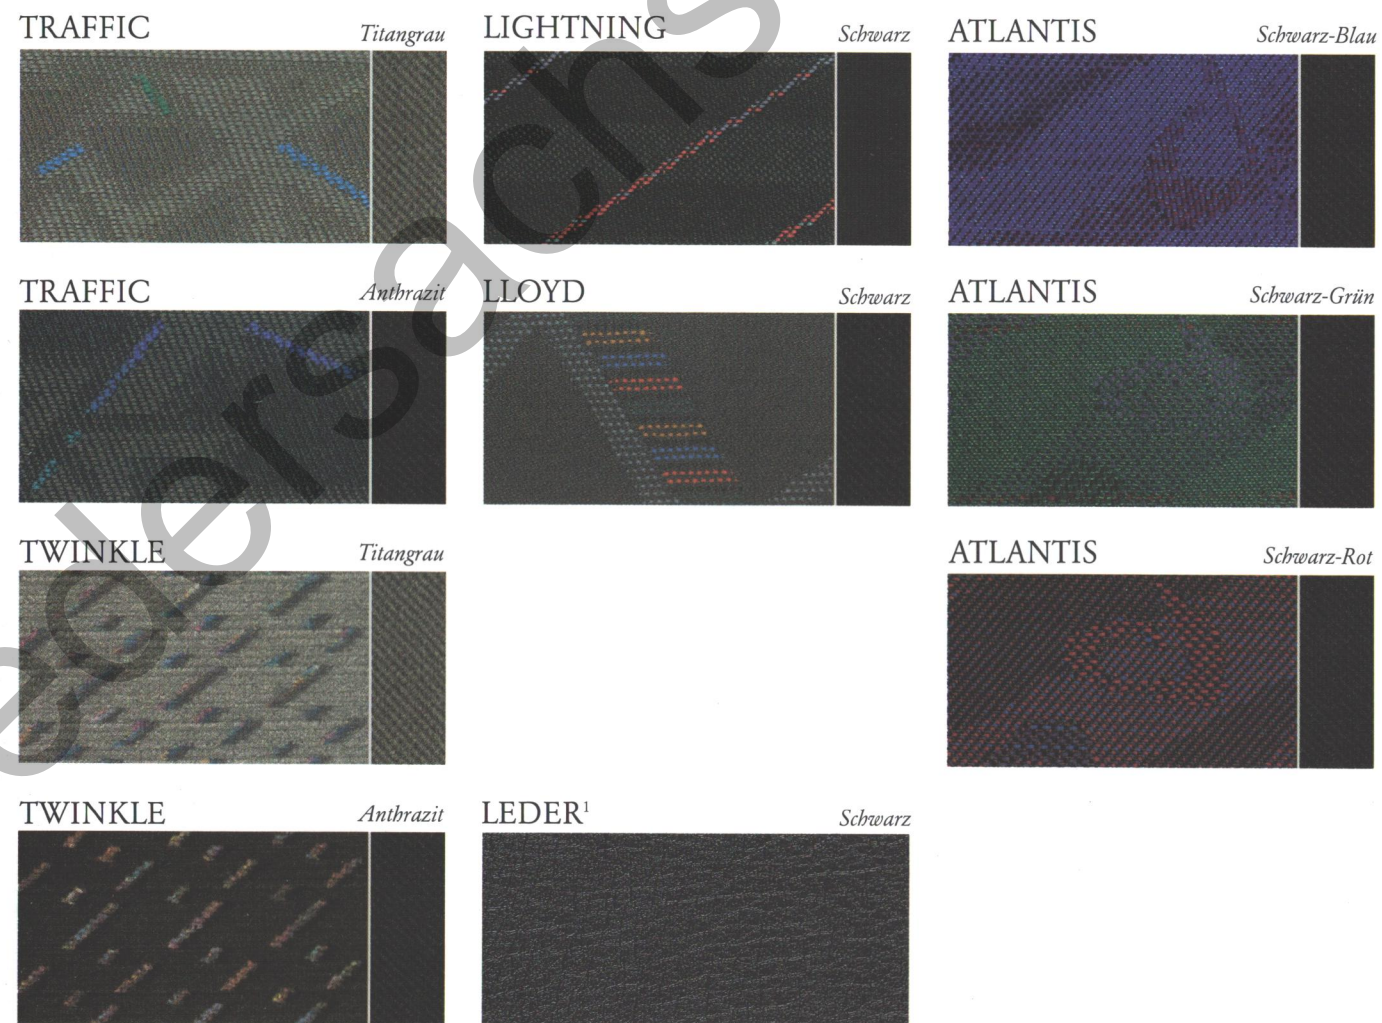 TRAFFIC Titangrau
LIGHTNING Schwarz
ATLANTIS Schwarz-Blau
TRAFFIC Anthrazit
LLOYD Schwarz
ATLANTIS Schwarz-Grün
TWINKLE Titangrau
ATLANTIS Schwarz-Rot
TWINKLE Anthrazit
LEDER¹ Schwarz
edersachs